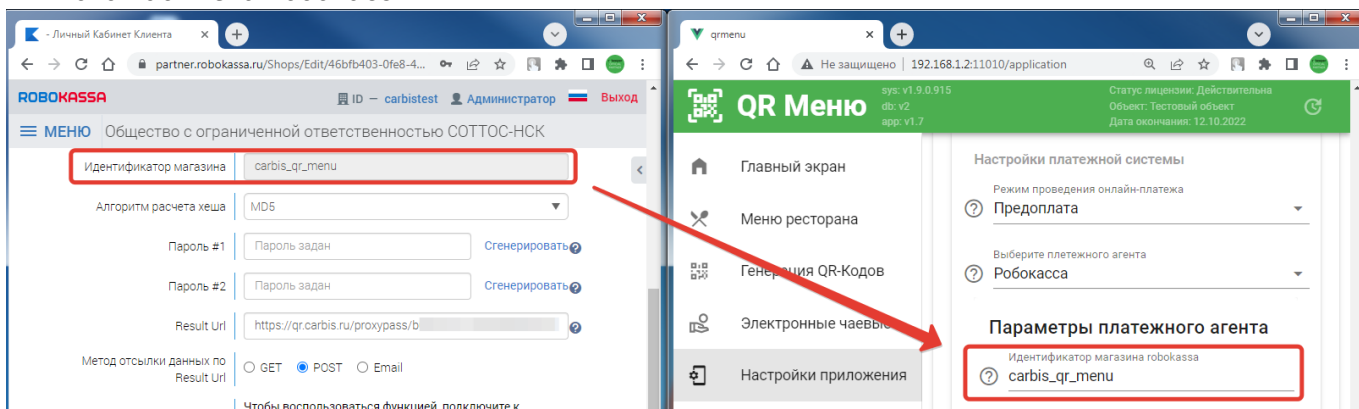 - Личный Кабинет Клиента
partner.robokassa.ru/Shops/Edit/46bfb403-0fe8-4...
ROBOKASSA
ID — carbistest
Администратор
Выход
МЕНЮ
Общество с ограниченной ответственностью СОТТОС-НСК
Идентификатор магазина
carbis_qr_menu
Алгоритм расчета хеша
MD5
Пароль #1
Пароль задан
Сгенерировать
Пароль #2
Пароль задан
Сгенерировать
Result Url
https://qr.carbis.ru/proxypass/b
Метод отсылки данных по
Result Url
GET
POST
Email
qrmenu
Не защищено
192.168.1.2:11010/application
QR Меню
sys: v1.9.0.915
db: v2
app: v1.7
Статус лицензии: Действительна
Объект: Тестовый объект
Дата окончания: 12.10.2022
Главный экран
Меню ресторана
Генерация QR-Кодов
Электронные чаевые
Настройки приложения
Настройки платежной системы
Режим проведения онлайн-платежа
Предоплата
Выберите плетежного агента
Робокасса
Параметры платежного агента
Идентификатор магазина robokassa
carbis_qr_menu